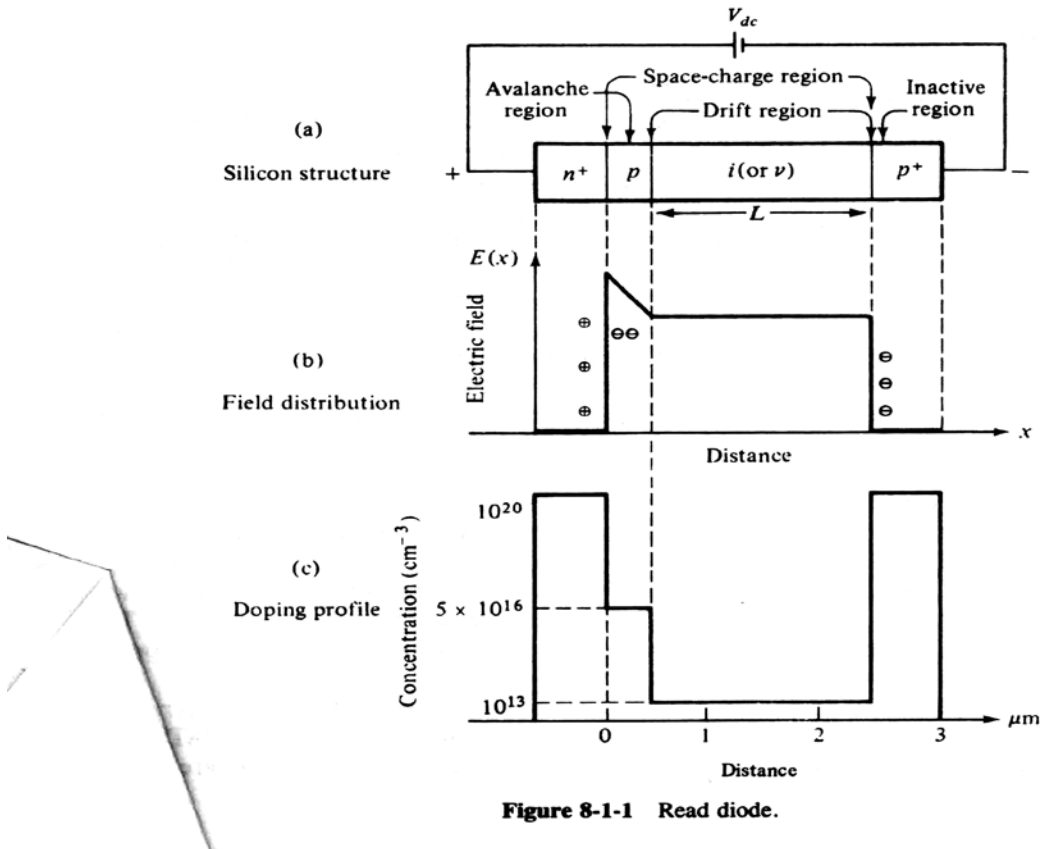 V_dc
Space-charge region
Avalanche region
Inactive region
Drift region
(a)
Silicon structure
+
n⁺
p
i(or ν)
p⁺
−
L
E(x)
Electric field
⊕
⊕
⊕
⊖⊖
⊖
⊖
⊖
(b)
Field distribution
x
Distance
10²⁰
(c)
Doping profile
Concentration (cm⁻³)
5 × 10¹⁶
10¹³
0
1
2
3
μm
Distance
Figure 8-1-1 Read diode.